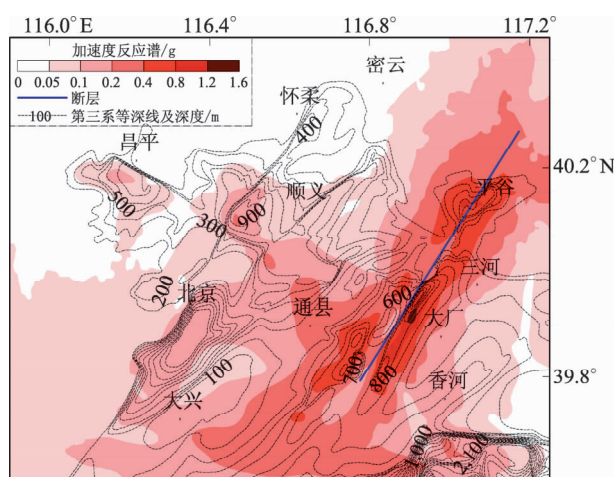 116.0°E 116.4° 116.8° 117.2°
加速度反应谱/g
0 0.05 0.1 0.2 0.4 0.8 1.2 1.6
断层
100 第三系等深线及深度/m
密云
怀柔
400
昌平
40.2°N
500
顺义
平谷
300 900
三河
200
北京
600
通县
大厂
700
39.8°
100
800
香河
大兴
1,000
2,100